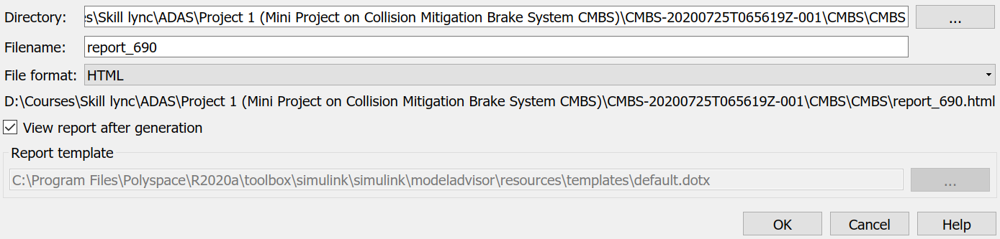 Directory: s\Skill lync\ADAS\Project 1 (Mini Project on Collision Mitigation Brake System CMBS)\CMBS-20200725T065619Z-001\CMBS\CMBS ...
Filename: report_690
File format: HTML
D:\Courses\Skill lync\ADAS\Project 1 (Mini Project on Collision Mitigation Brake System CMBS)\CMBS-20200725T065619Z-001\CMBS\CMBS\report_690.html
View report after generation
Report template
C:\Program Files\Polyspace\R2020a\toolbox\simulink\simulink\modeladvisor\resources\templates\default.dotx ...
OK Cancel Help